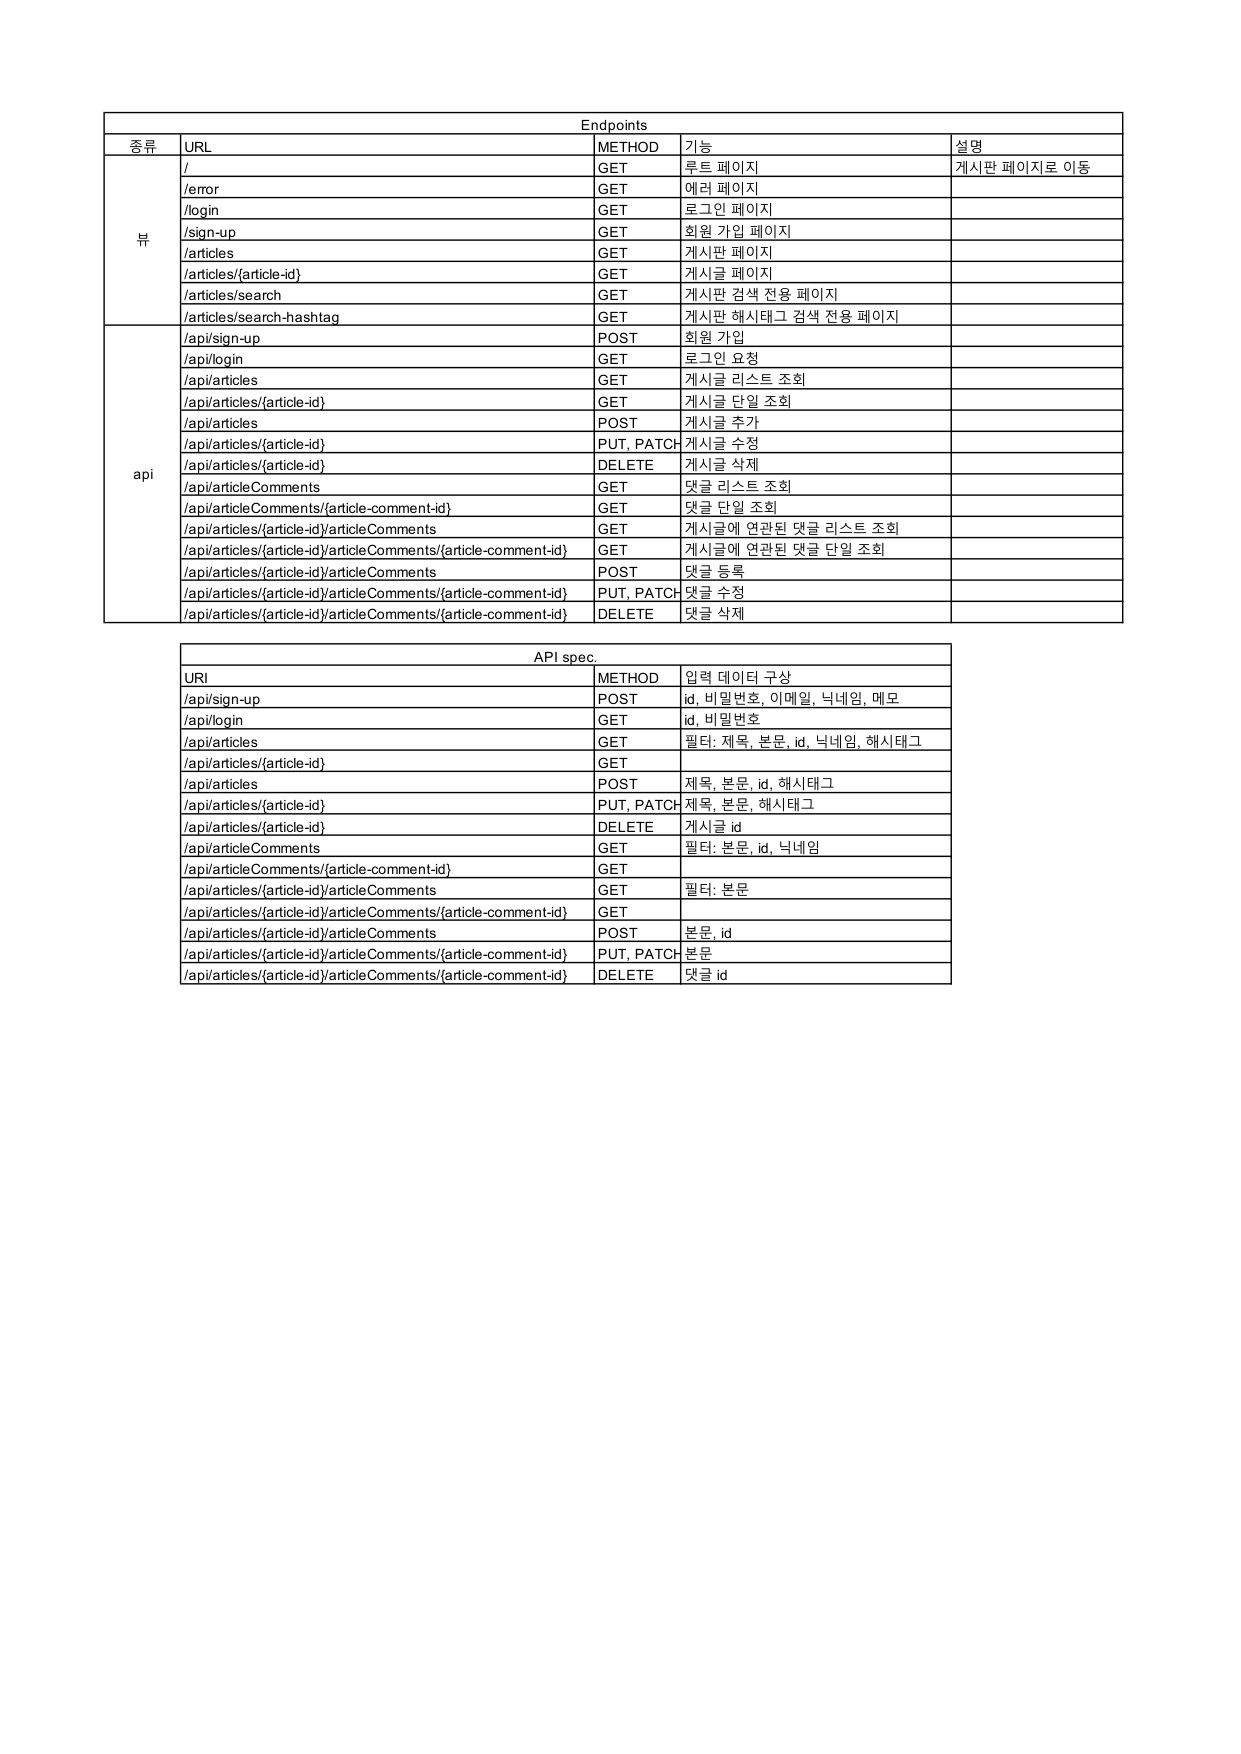 Endpoints
종류 URL METHOD 기능 설명
뷰
/ GET 루트 페이지 게시판 페이지로 이동
/error GET 에러 페이지
/login GET 로그인 페이지
/sign-up GET 회원 가입 페이지
/articles GET 게시판 페이지
/articles/{article-id} GET 게시글 페이지
/articles/search GET 게시판 검색 전용 페이지
/articles/search-hashtag GET 게시판 해시태그 검색 전용 페이지
api
/api/sign-up POST 회원 가입
/api/login GET 로그인 요청
/api/articles GET 게시글 리스트 조회
/api/articles/{article-id} GET 게시글 단일 조회
/api/articles POST 게시글 추가
/api/articles/{article-id} PUT, PATCH 게시글 수정
/api/articles/{article-id} DELETE 게시글 삭제
/api/articleComments GET 댓글 리스트 조회
/api/articleComments/{article-comment-id} GET 댓글 단일 조회
/api/articles/{article-id}/articleComments GET 게시글에 연관된 댓글 리스트 조회
/api/articles/{article-id}/articleComments/{article-comment-id} GET 게시글에 연관된 댓글 단일 조회
/api/articles/{article-id}/articleComments POST 댓글 등록
/api/articles/{article-id}/articleComments/{article-comment-id} PUT, PATCH 댓글 수정
/api/articles/{article-id}/articleComments/{article-comment-id} DELETE 댓글 삭제
API spec.
URI METHOD 입력 데이터 구상
/api/sign-up POST id, 비밀번호, 이메일, 닉네임, 메모
/api/login GET id, 비밀번호
/api/articles GET 필터: 제목, 본문, id, 닉네임, 해시태그
/api/articles/{article-id} GET
/api/articles POST 제목, 본문, id, 해시태그
/api/articles/{article-id} PUT, PATCH 제목, 본문, 해시태그
/api/articles/{article-id} DELETE 게시글 id
/api/articleComments GET 필터: 본문, id, 닉네임
/api/articleComments/{article-comment-id} GET
/api/articles/{article-id}/articleComments GET 필터: 본문
/api/articles/{article-id}/articleComments/{article-comment-id} GET
/api/articles/{article-id}/articleComments POST 본문, id
/api/articles/{article-id}/articleComments/{article-comment-id} PUT, PATCH 본문
/api/articles/{article-id}/articleComments/{article-comment-id} DELETE 댓글 id